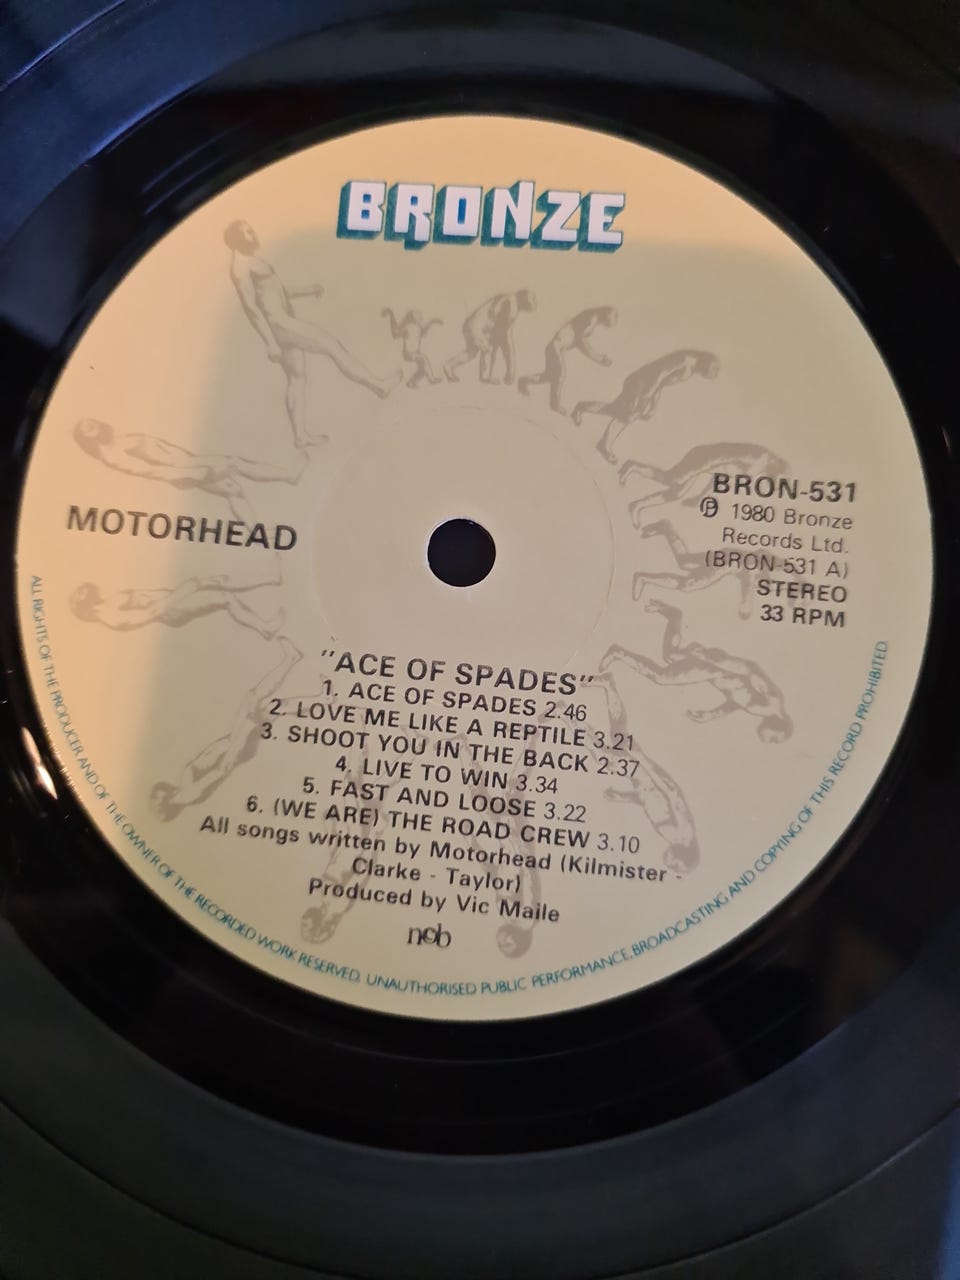 BRONZE
MOTORHEAD
BRON-531
℗ 1980 Bronze
Records Ltd.
(BRON-531 A)
STEREO
33 RPM
"ACE OF SPADES"
1. ACE OF SPADES 2.46
2. LOVE ME LIKE A REPTILE 3.21
3. SHOOT YOU IN THE BACK 2.37
4. LIVE TO WIN 3.34
5. FAST AND LOOSE 3.22
6. (WE ARE) THE ROAD CREW 3.10
All songs written by Motorhead (Kilmister -
Clarke - Taylor)
Produced by Vic Maile
ncb
ALL RIGHTS OF THE PRODUCER AND OF THE OWNER OF THE RECORDED WORK RESERVED. UNAUTHORISED PUBLIC PERFORMANCE, BROADCASTING AND COPYING OF THIS RECORD PROHIBITED.